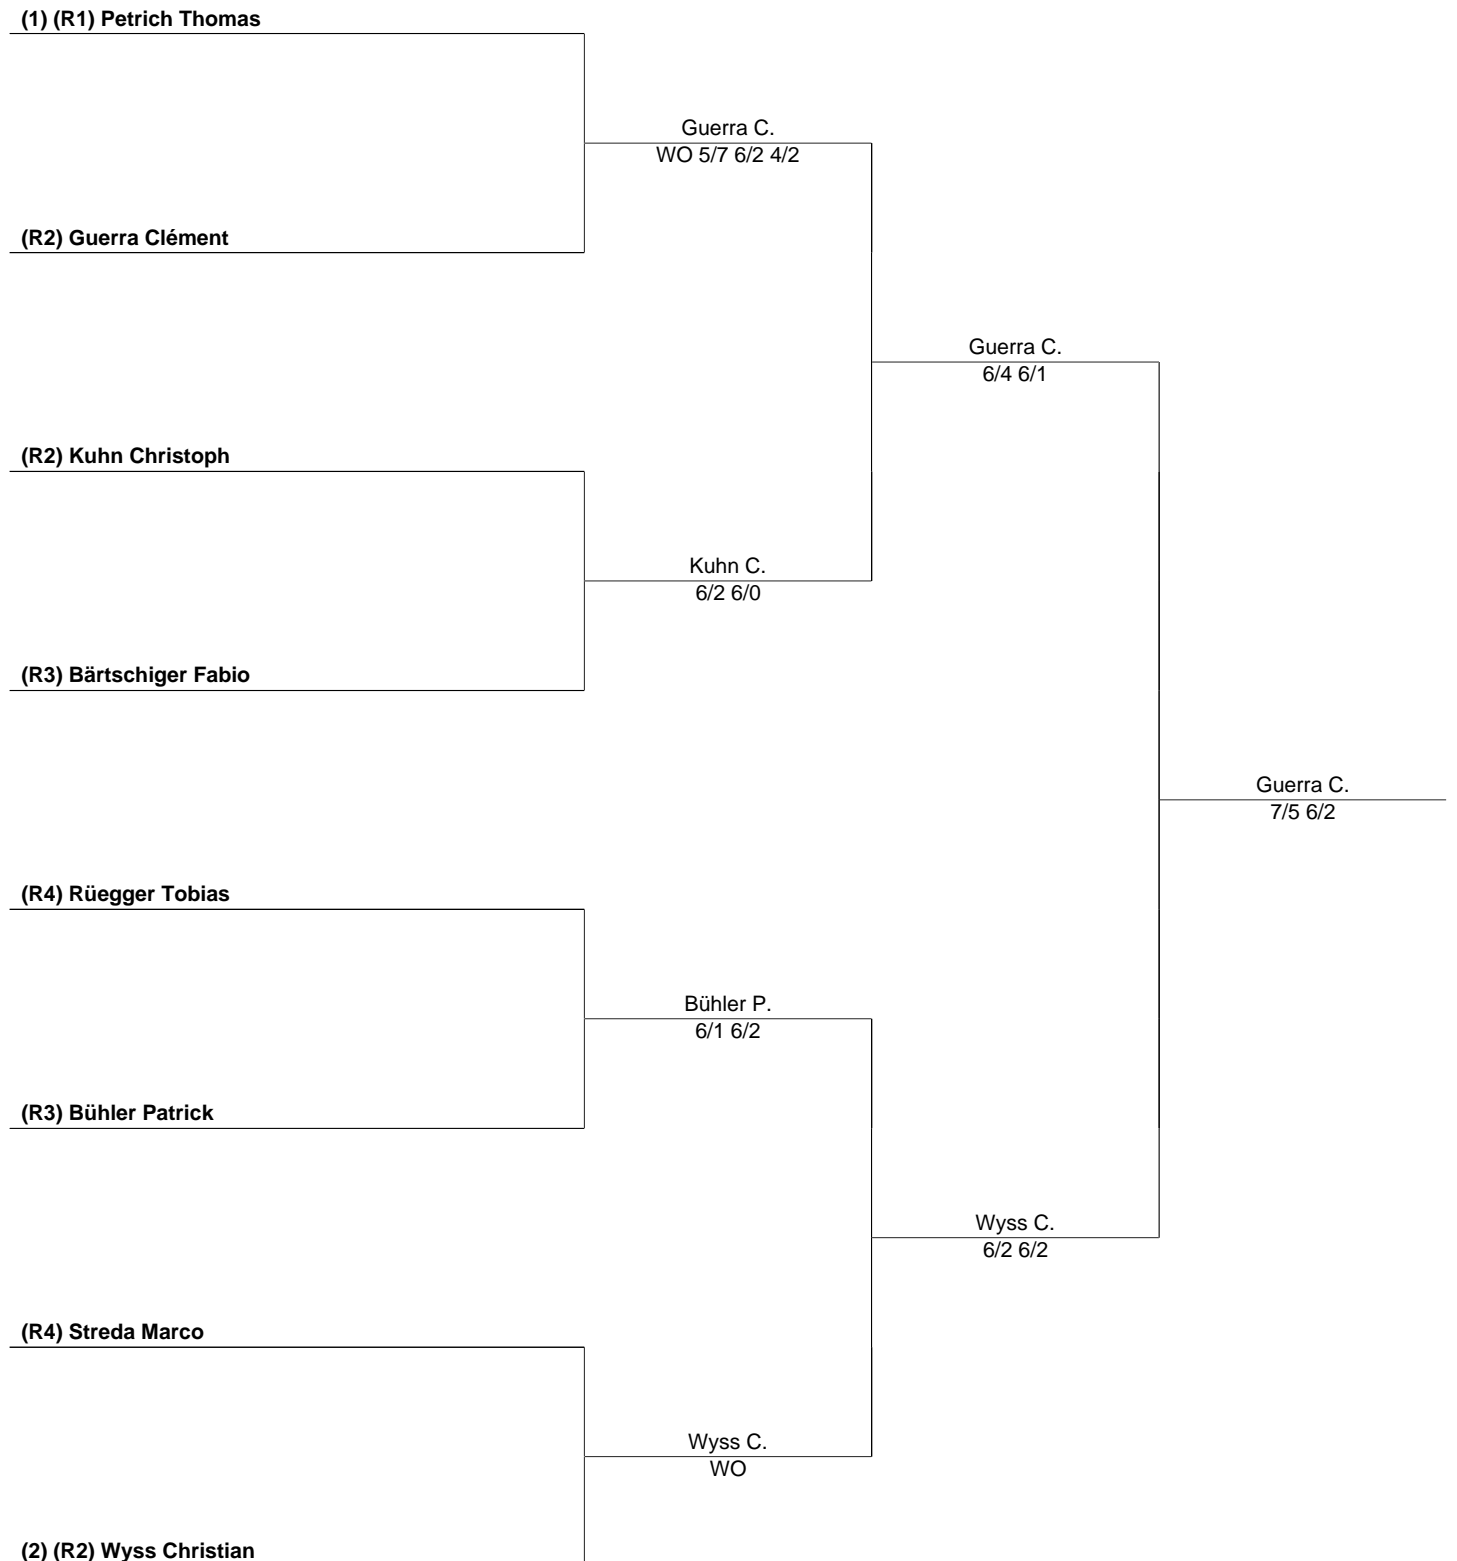 (1) (R1) Petrich Thomas
Guerra C.
WO 5/7 6/2 4/2
(R2) Guerra Clément
Guerra C.
6/4 6/1
(R2) Kuhn Christoph
Kuhn C.
6/2 6/0
(R3) Bärtschiger Fabio
Guerra C.
7/5 6/2
(R4) Rüegger Tobias
Bühler P.
6/1 6/2
(R3) Bühler Patrick
Wyss C.
6/2 6/2
(R4) Streda Marco
Wyss C.
WO
(2) (R2) Wyss Christian